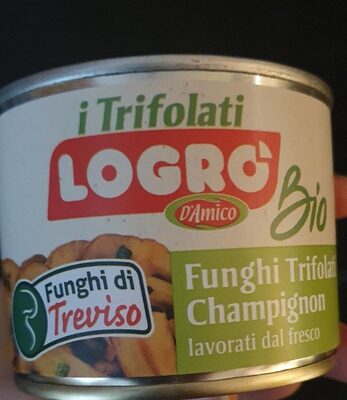 i Trifolati
LOGRÒ
D'Amico
Bio
Funghi di
Treviso
Funghi Trifolati
Champignon
lavorati dal fresco